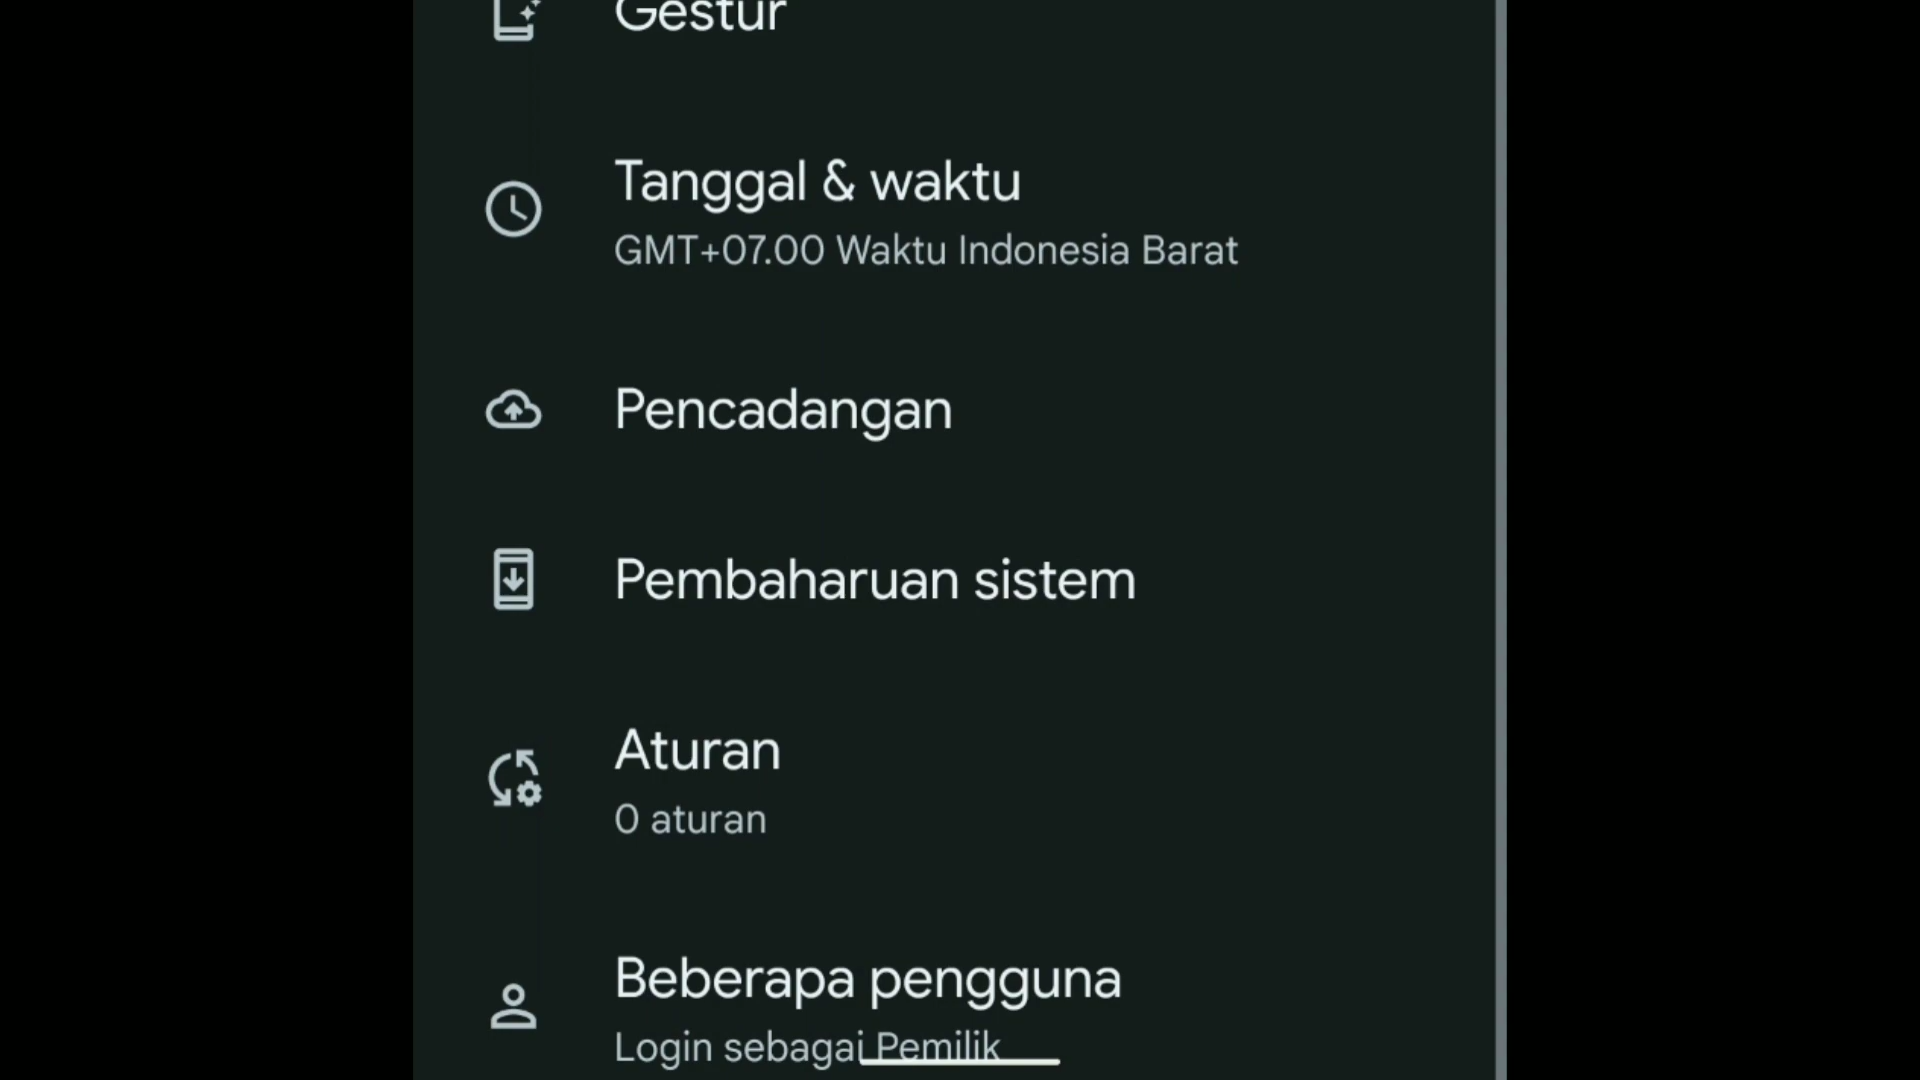 Gestur
Tanggal & waktu
GMT+07.00 Waktu Indonesia Barat
Pencadangan
Pembaharuan sistem
Aturan
0 aturan
Beberapa pengguna
Login sebagai Pemilik